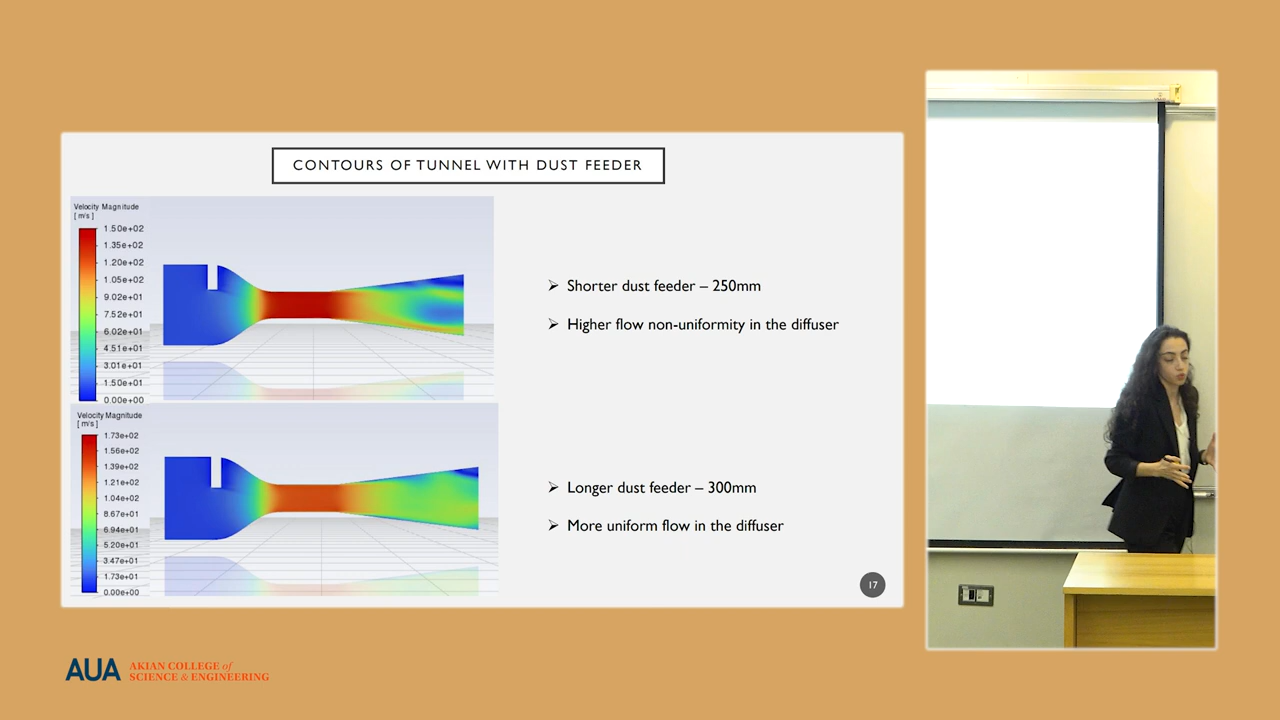 CONTOURS OF TUNNEL WITH DUST FEEDER
Velocity Magnitude
[ m/s ]
1.50e+02
1.35e+02
1.20e+02
1.05e+02
9.02e+01
7.52e+01
6.02e+01
4.51e+01
3.01e+01
1.50e+01
0.00e+00
➢ Shorter dust feeder – 250mm
➢ Higher flow non-uniformity in the diffuser
Velocity Magnitude
[ m/s ]
1.73e+02
1.56e+02
1.39e+02
1.21e+02
1.04e+02
8.67e+01
6.94e+01
5.20e+01
3.47e+01
1.73e+01
0.00e+00
➢ Longer dust feeder – 300mm
➢ More uniform flow in the diffuser
17
AUA
AKIAN COLLEGE of
SCIENCE & ENGINEERING